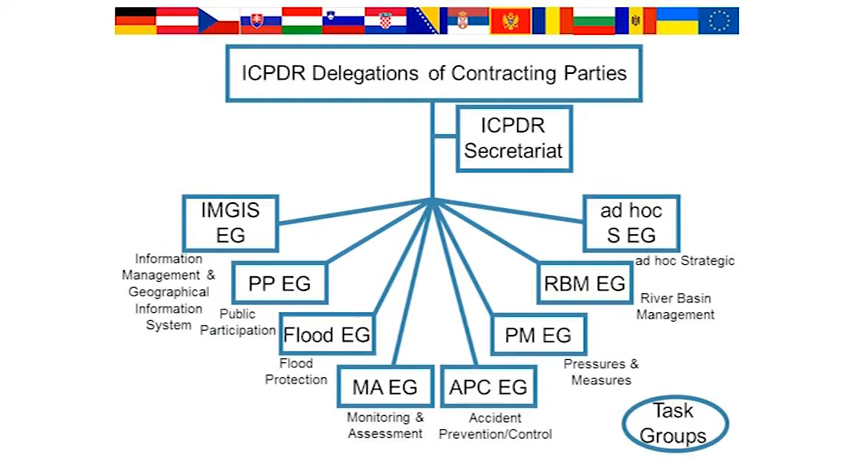 ICPDR Delegations of Contracting Parties
ICPDR
Secretariat
IMGIS
EG
Information
Management &
Geographical
Information
System
PP EG
Public
Participation
Flood EG
Flood
Protection
MA EG
Monitoring &
Assessment
APC EG
Accident
Prevention/Control
PM EG
Pressures &
Measures
RBM EG
River Basin
Management
ad hoc
S EG
ad hoc Strategic
Task
Groups